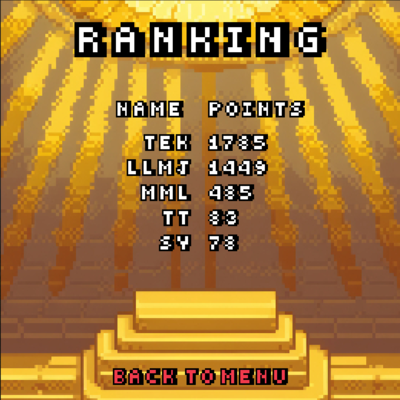 RANKING
NAME POINTS
TEK 1785
LLMJ 1449
MML 485
TT 83
SY 78
BACK TO MENU